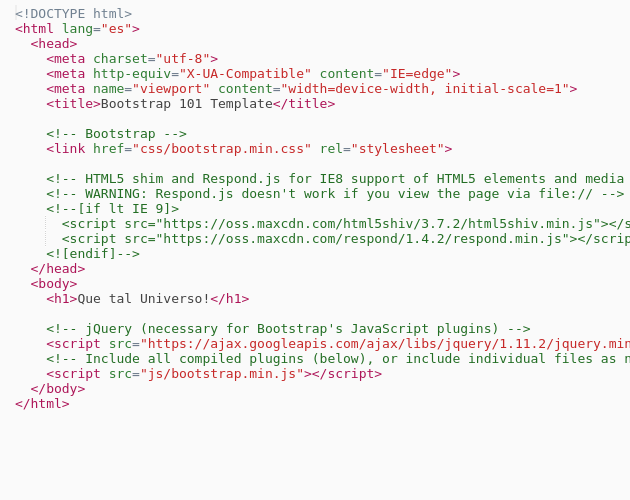 <!DOCTYPE html>
<html lang="es">
  <head>
    <meta charset="utf-8">
    <meta http-equiv="X-UA-Compatible" content="IE=edge">
    <meta name="viewport" content="width=device-width, initial-scale=1">
    <title>Bootstrap 101 Template</title>

    <!-- Bootstrap -->
    <link href="css/bootstrap.min.css" rel="stylesheet">

    <!-- HTML5 shim and Respond.js for IE8 support of HTML5 elements and media
    <!-- WARNING: Respond.js doesn't work if you view the page via file:// -->
    <!--[if lt IE 9]>
      <script src="https://oss.maxcdn.com/html5shiv/3.7.2/html5shiv.min.js"></s
      <script src="https://oss.maxcdn.com/respond/1.4.2/respond.min.js"></scrip
    <![endif]-->
  </head>
  <body>
    <h1>Que tal Universo!</h1>

    <!-- jQuery (necessary for Bootstrap's JavaScript plugins) -->
    <script src="https://ajax.googleapis.com/ajax/libs/jquery/1.11.2/jquery.min
    <!-- Include all compiled plugins (below), or include individual files as n
    <script src="js/bootstrap.min.js"></script>
  </body>
</html>